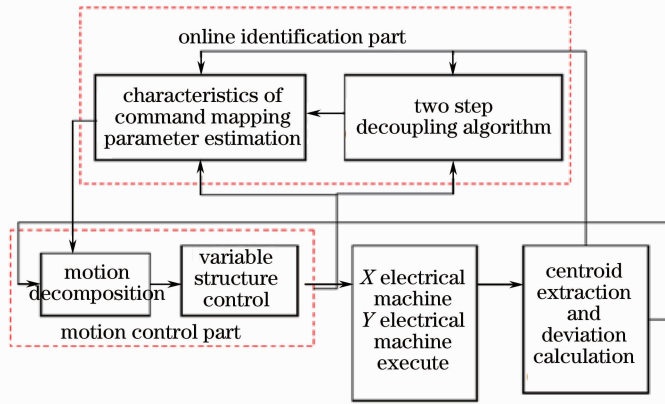 online identification part
characteristics of
command mapping
parameter estimation
two step
decoupling algorithm
motion
decomposition
variable
structure
control
motion control part
X electrical
machine
Y electrical
machine
execute
centroid
extraction
and
deviation
calculation